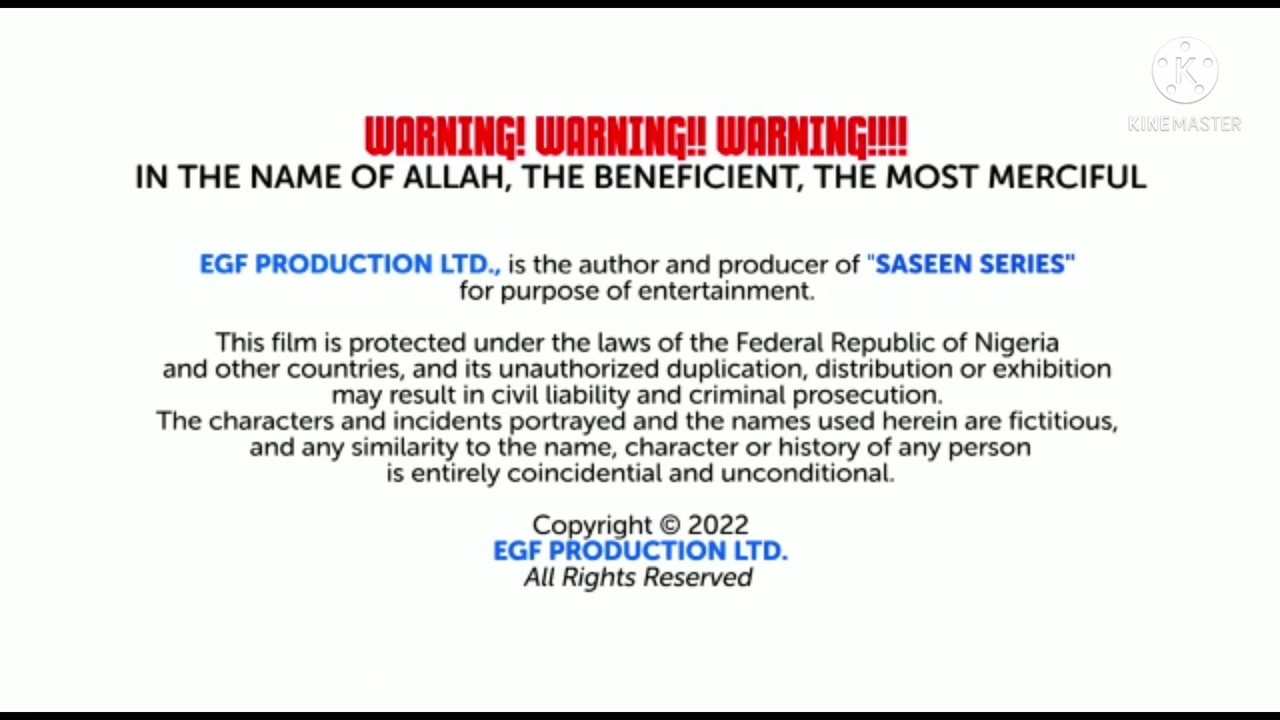 K
KINEMASTER
WARNING! WARNING!! WARNING!!!!
IN THE NAME OF ALLAH, THE BENEFICIENT, THE MOST MERCIFUL
EGF PRODUCTION LTD., is the author and producer of "SASEEN SERIES"
for purpose of entertainment.
This film is protected under the laws of the Federal Republic of Nigeria
and other countries, and its unauthorized duplication, distribution or exhibition
may result in civil liability and criminal prosecution.
The characters and incidents portrayed and the names used herein are fictitious,
and any similarity to the name, character or history of any person
is entirely coincidential and unconditional.
Copyright © 2022
EGF PRODUCTION LTD.
All Rights Reserved